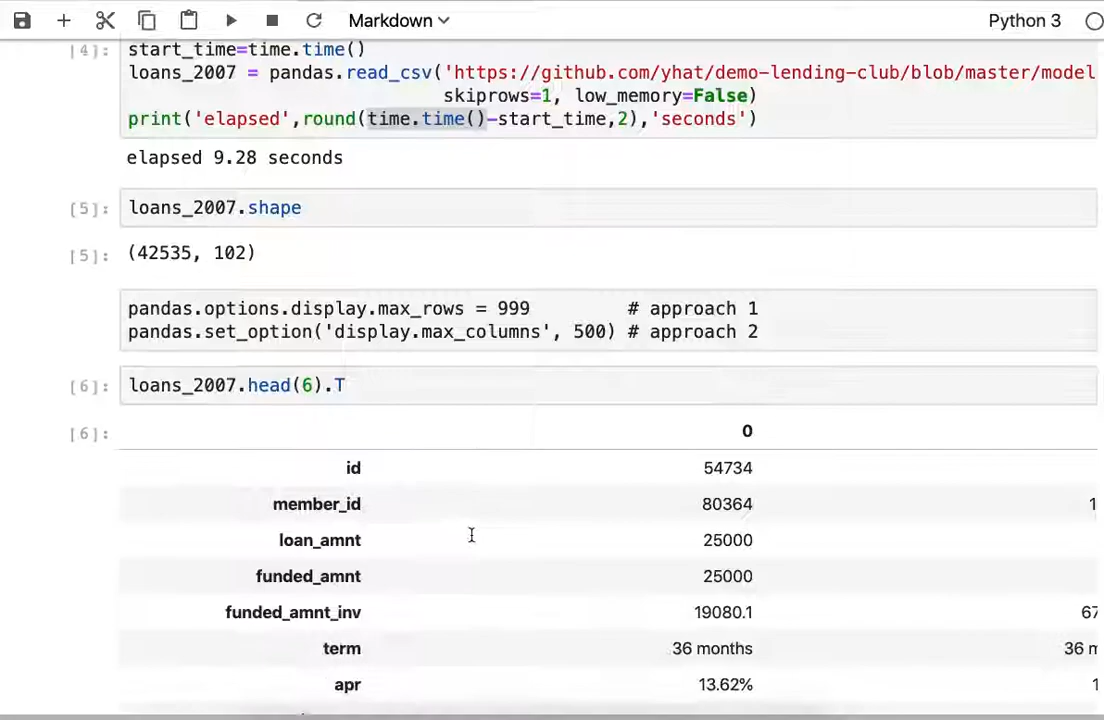 Markdown
Python 3
[4]:
start_time=time.time()
loans_2007 = pandas.read_csv('https://github.com/yhat/demo-lending-club/blob/master/model
skiprows=1, low_memory=False)
print('elapsed',round(time.time()-start_time,2),'seconds')
elapsed 9.28 seconds
[5]:
loans_2007.shape
[5]:
(42535, 102)
pandas.options.display.max_rows = 999 # approach 1
pandas.set_option('display.max_columns', 500) # approach 2
[6]:
loans_2007.head(6).T
[6]:
0
id 54734
member_id 80364 1
loan_amnt 25000
funded_amnt 25000
funded_amnt_inv 19080.1 67
term 36 months 36 m
apr 13.62% 1